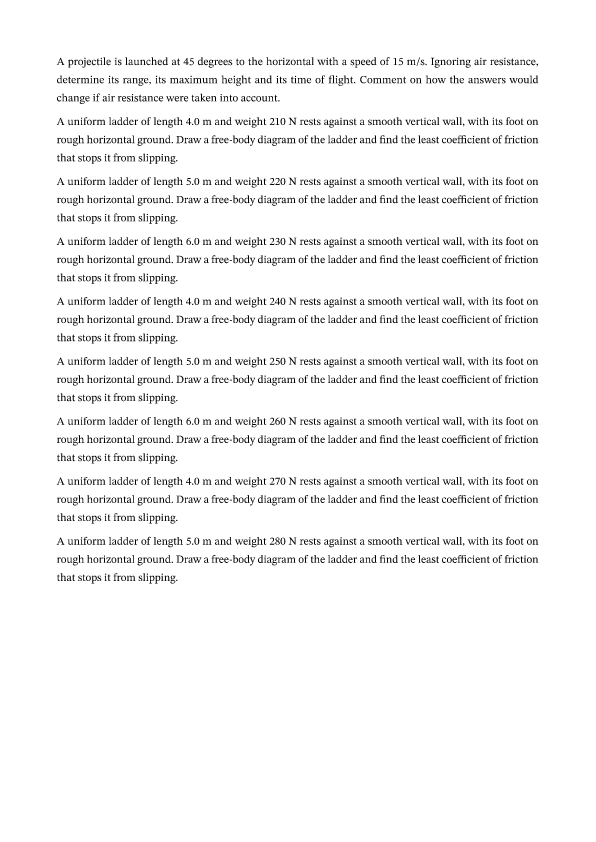 A projectile is launched at 45 degrees to the horizontal with a speed of 15 m/s. Ignoring air resistance,
determine its range, its maximum height and its time of flight. Comment on how the answers would
change if air resistance were taken into account.
A uniform ladder of length 4.0 m and weight 210 N rests against a smooth vertical wall, with its foot on
rough horizontal ground. Draw a free-body diagram of the ladder and find the least coefficient of friction
that stops it from slipping.
A uniform ladder of length 5.0 m and weight 220 N rests against a smooth vertical wall, with its foot on
rough horizontal ground. Draw a free-body diagram of the ladder and find the least coefficient of friction
that stops it from slipping.
A uniform ladder of length 6.0 m and weight 230 N rests against a smooth vertical wall, with its foot on
rough horizontal ground. Draw a free-body diagram of the ladder and find the least coefficient of friction
that stops it from slipping.
A uniform ladder of length 4.0 m and weight 240 N rests against a smooth vertical wall, with its foot on
rough horizontal ground. Draw a free-body diagram of the ladder and find the least coefficient of friction
that stops it from slipping.
A uniform ladder of length 5.0 m and weight 250 N rests against a smooth vertical wall, with its foot on
rough horizontal ground. Draw a free-body diagram of the ladder and find the least coefficient of friction
that stops it from slipping.
A uniform ladder of length 6.0 m and weight 260 N rests against a smooth vertical wall, with its foot on
rough horizontal ground. Draw a free-body diagram of the ladder and find the least coefficient of friction
that stops it from slipping.
A uniform ladder of length 4.0 m and weight 270 N rests against a smooth vertical wall, with its foot on
rough horizontal ground. Draw a free-body diagram of the ladder and find the least coefficient of friction
that stops it from slipping.
A uniform ladder of length 5.0 m and weight 280 N rests against a smooth vertical wall, with its foot on
rough horizontal ground. Draw a free-body diagram of the ladder and find the least coefficient of friction
that stops it from slipping.